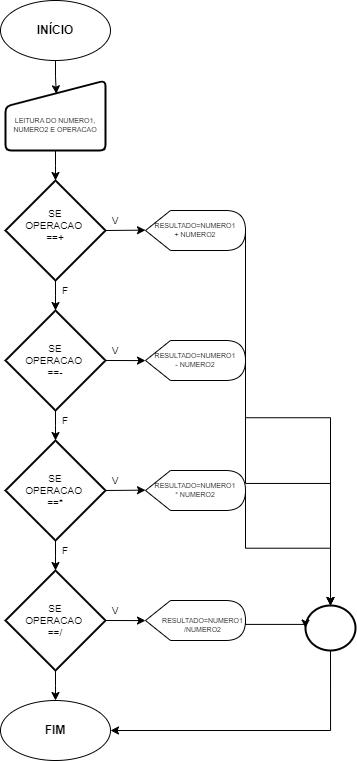 INÍCIO
LEITURA DO NUMERO1,
NUMERO2 E OPERACAO
SE
OPERACAO
==+
V
RESULTADO=NUMERO1
+ NUMERO2
F
SE
OPERACAO
==-
V
RESULTADO=NUMERO1
- NUMERO2
F
SE
OPERACAO
==*
V
RESULTADO=NUMERO1
* NUMERO2
F
SE
OPERACAO
==/
V
RESULTADO=NUMERO1
/NUMERO2
FIM